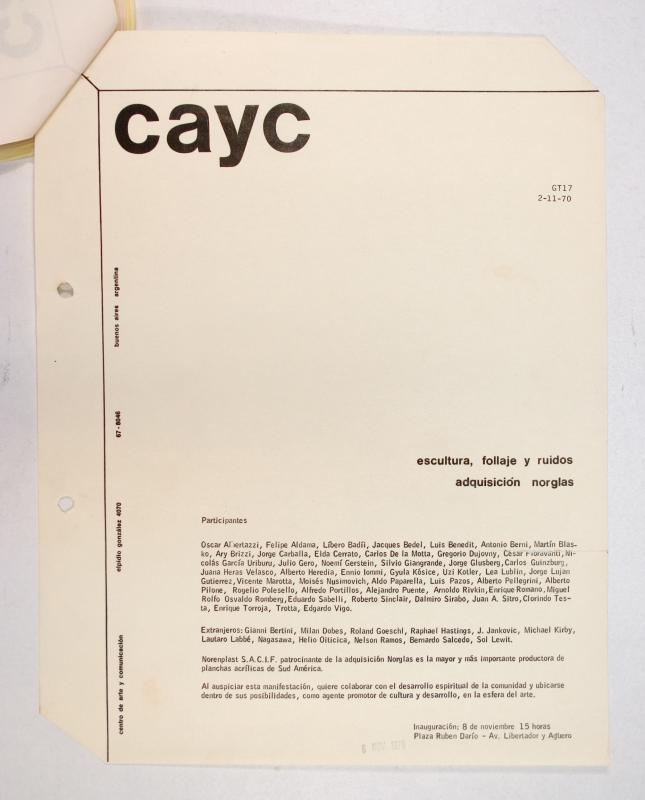 cayc
GT17
2-11-70
buenos aires argentina
67-8046
elpidio gonzález 4070
centro de arte y comunicación
escultura, follaje y ruidos
adquisición norglas
Participantes
Oscar Albertazzi, Felipe Aldama, Líbero Badíi, Jacques Bedel, Luis Benedit, Antonio Berni, Martín Blas-
ko, Ary Brizzi, Jorge Carballa, Elda Cerrato, Carlos De la Motta, Gregorio Dujovny, César Fioravanti, Ni-
colás García Uriburu, Julio Gero, Noemí Gerstein, Silvio Giangrande, Jorge Glusberg, Carlos Guinzburg,
Juana Heras Velasco, Alberto Heredia, Ennio Iommi, Gyula Kósice, Uzi Kotler, Lea Lublin, Jorge Lujan
Gutierrez, Vicente Marotta, Moisés Nusimovich, Aldo Paparella, Luis Pazos, Alberto Pellegrini, Alberto
Pilone, Rogelio Polesello, Alfredo Portillos, Alejandro Puente, Arnoldo Rivkin, Enrique Romano, Miguel
Rolfo Osvaldo Romberg, Eduardo Sabelli, Roberto Sinclair, Dalmiro Sirabo, Juan A. Sitro, Clorindo Tes-
ta, Enrique Torroja, Trotta, Edgardo Vigo.
Extranjeros: Gianni Bertini, Milan Dobes, Roland Goeschl, Raphael Hastings, J. Jankovic, Michael Kirby,
Lautaro Labbé, Nagasawa, Helio Oiticica, Nelson Ramos, Bernardo Salcedo, Sol Lewit.
Norenplast S.A.C.I.F. patrocinante de la adquisición Norglas es la mayor y más importante productora de
planchas acrílicas de Sud América.
Al auspiciar esta manifestación, quiere colaborar con el desarrollo espiritual de la comunidad y ubicarse
dentro de sus posibilidades, como agente promotor de cultura y desarrollo, en la esfera del arte.
Inauguración: 8 de noviembre 15 horas
Plaza Ruben Darío - Av. Libertador y Agüero
6 NOV. 1970